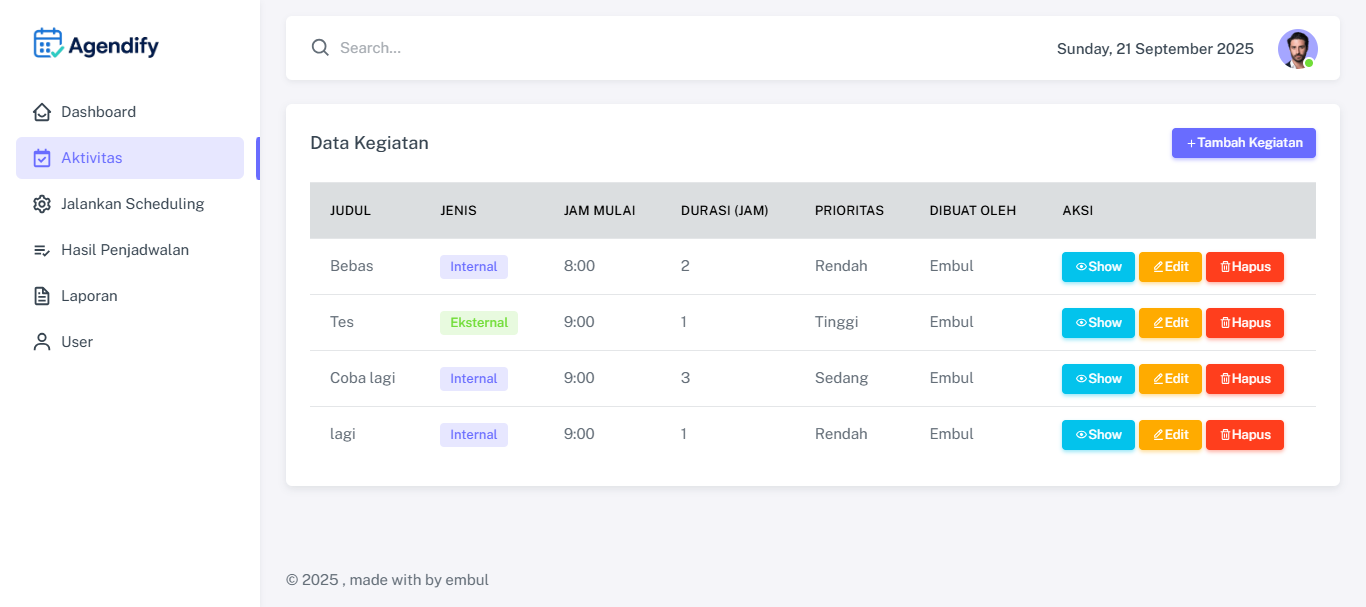 Agendify
Search...
Sunday, 21 September 2025
Dashboard
Aktivitas
Jalankan Scheduling
Hasil Penjadwalan
Laporan
User
Data Kegiatan
+Tambah Kegiatan
JUDUL JENIS JAM MULAI DURASI (JAM) PRIORITAS DIBUAT OLEH AKSI
Bebas Internal 8:00 2 Rendah Embul Show Edit Hapus
Tes Eksternal 9:00 1 Tinggi Embul Show Edit Hapus
Coba lagi Internal 9:00 3 Sedang Embul Show Edit Hapus
lagi Internal 9:00 1 Rendah Embul Show Edit Hapus
© 2025 , made with by embul